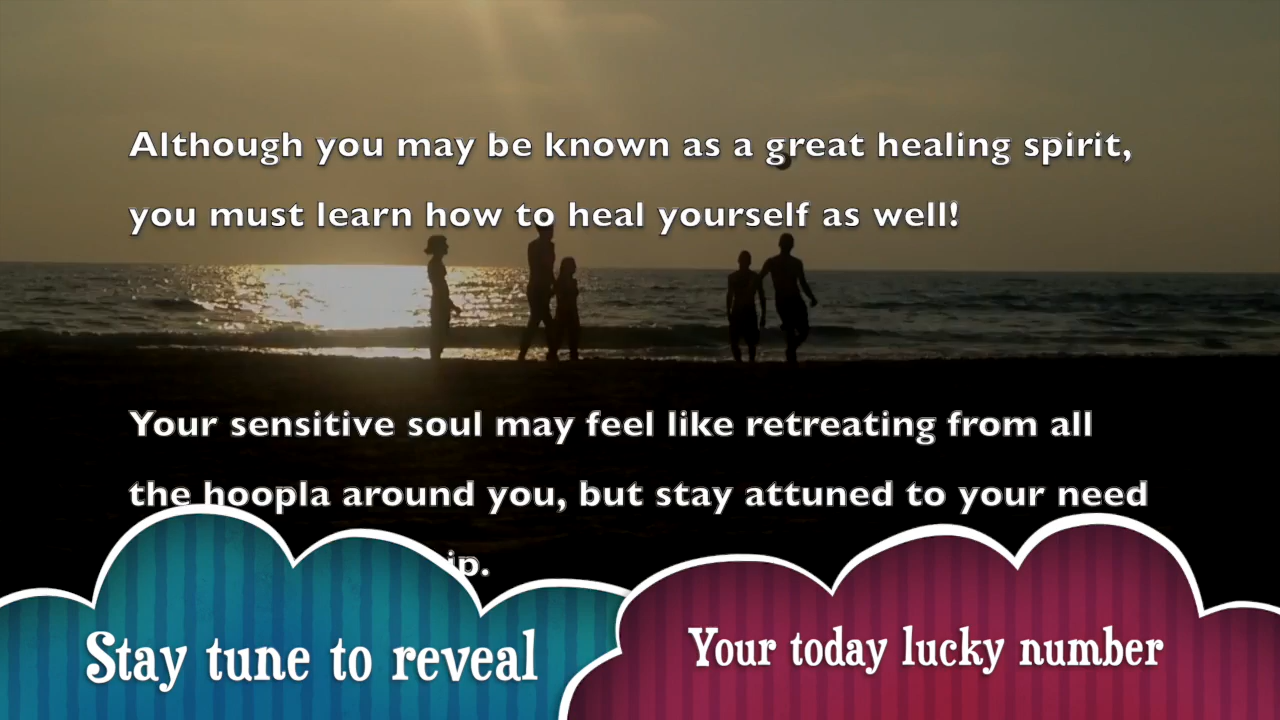 Although you may be known as a great healing spirit,
you must learn how to heal yourself as well!
Your sensitive soul may feel like retreating from all
the hoopla around you, but stay attuned to your need
Stay tune to reveal
Your today lucky number